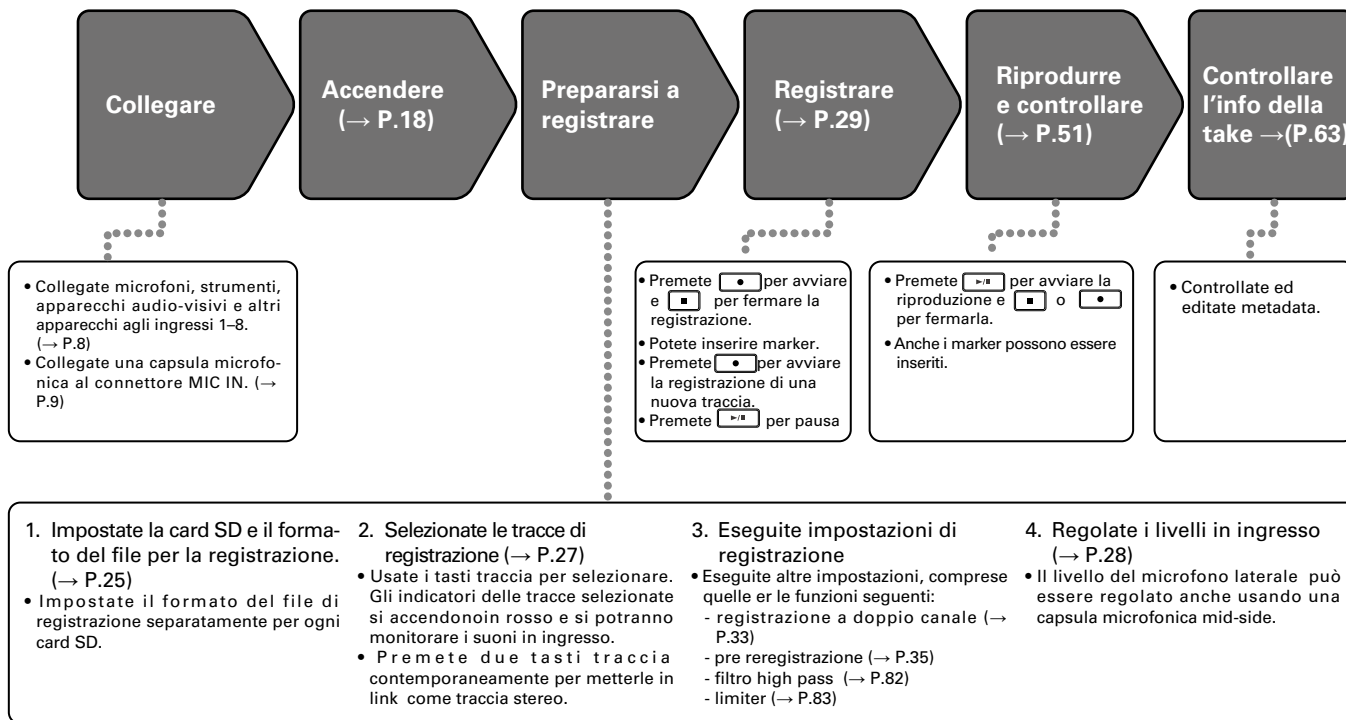 Collegare
Accendere
(→ P.18)
Prepararsi a
registrare
Registrare
(→ P.29)
Riprodurre
e controllare
(→ P.51)
Controllare
l’info della
take →(P.63)
• Collegate microfoni, strumenti,
apparecchi audio-visivi e altri
apparecchi agli ingressi 1–8.
(→ P.8)
• Collegate una capsula microfo-
nica al connettore MIC IN. (→
P.9)
• Premete per avviare
e per fermare la
registrazione.
• Potete inserire marker.
• Premete per avviare
la registrazione di una
nuova traccia.
• Premete per pausa
• Premete per avviare la
riproduzione e o
per fermarla.
• Anche i marker possono essere
inseriti.
• Controllate ed
editate metadata.
1. Impostate la card SD e il forma-
to del file per la registrazione.
(→ P.25)
• Impostate il formato del file di
registrazione separatamente per ogni
card SD.
2. Selezionate le tracce di
registrazione (→ P.27)
• Usate i tasti traccia per selezionare.
Gli indicatori delle tracce selezionate
si accendonoin rosso e si potranno
monitorare i suoni in ingresso.
• Premete due tasti traccia
contemporaneamente per metterle in
link come traccia stereo.
3. Eseguite impostazioni di
registrazione
• Eseguite altre impostazioni, comprese
quelle er le funzioni seguenti:
- registrazione a doppio canale (→
P.33)
- pre reregistrazione (→ P.35)
- filtro high pass (→ P.82)
- limiter (→ P.83)
4. Regolate i livelli in ingresso
(→ P.28)
• Il livello del microfono laterale può
essere regolato anche usando una
capsula microfonica mid-side.